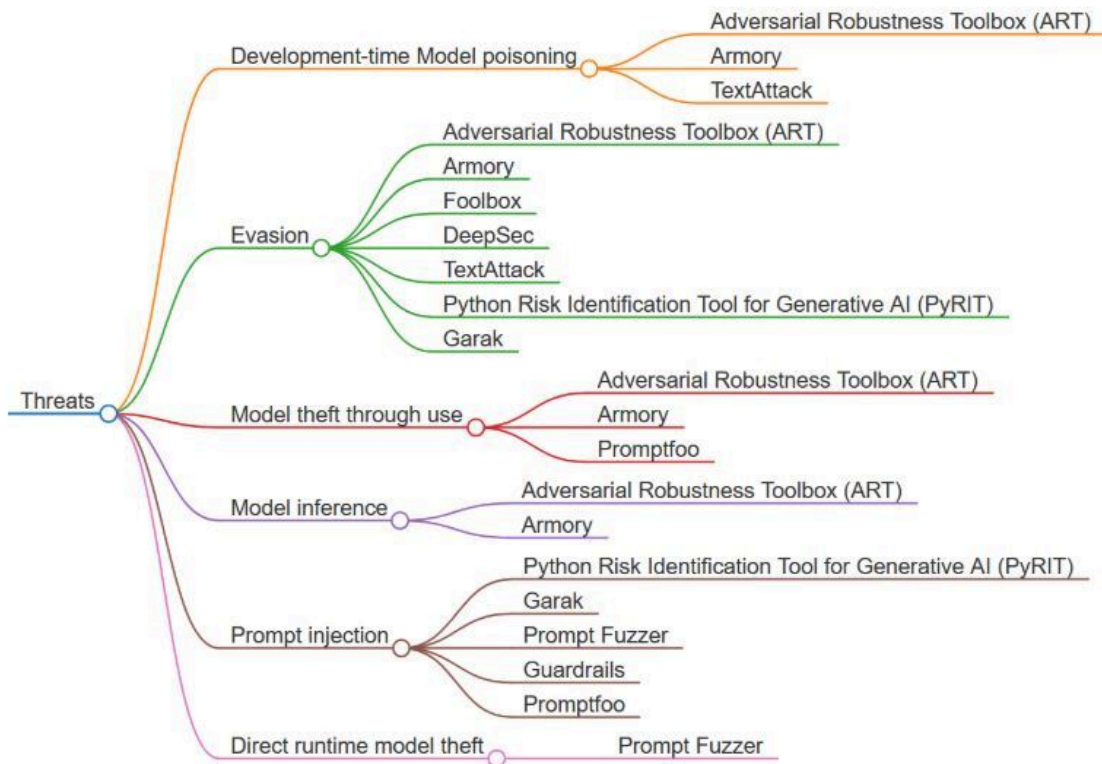 Threats
Development-time Model poisoning
Adversarial Robustness Toolbox (ART)
Armory
TextAttack
Evasion
Adversarial Robustness Toolbox (ART)
Armory
Foolbox
DeepSec
TextAttack
Python Risk Identification Tool for Generative AI (PyRIT)
Garak
Model theft through use
Adversarial Robustness Toolbox (ART)
Armory
Promptfoo
Model inference
Adversarial Robustness Toolbox (ART)
Armory
Prompt injection
Python Risk Identification Tool for Generative AI (PyRIT)
Garak
Prompt Fuzzer
Guardrails
Promptfoo
Direct runtime model theft
Prompt Fuzzer